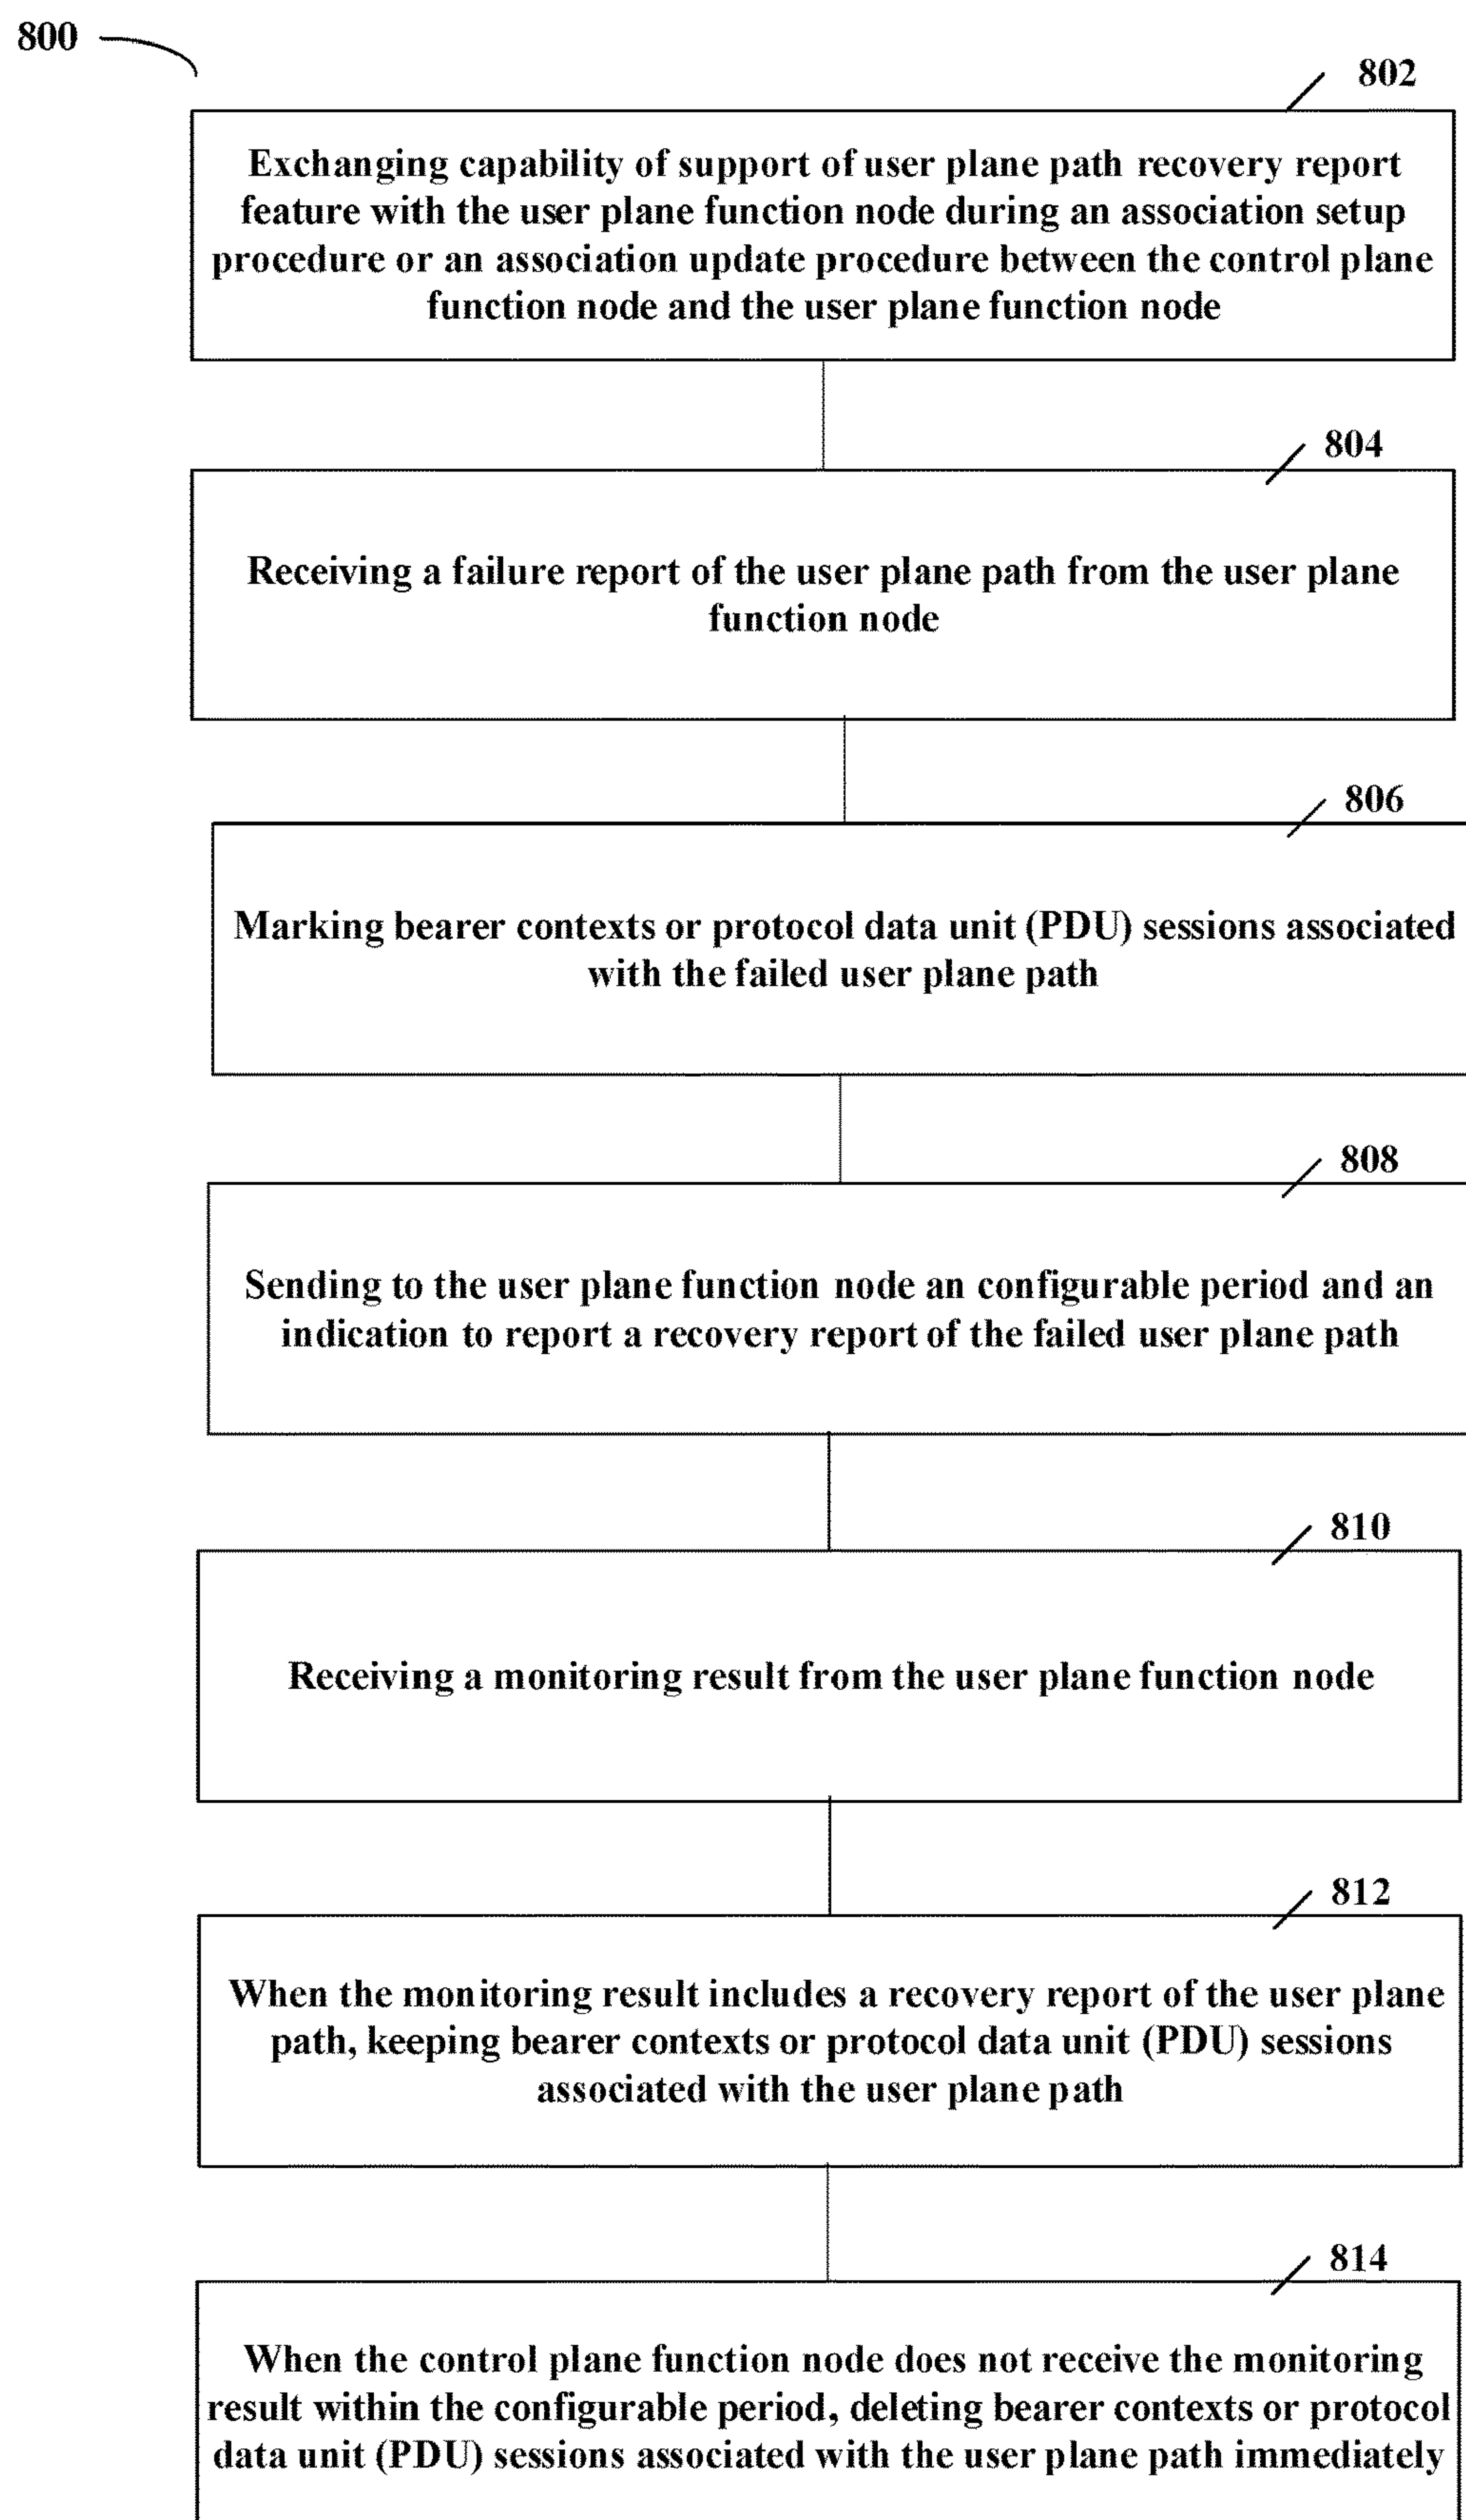 800
802
Exchanging capability of support of user plane path recovery report
feature with the user plane function node during an association setup
procedure or an association update procedure between the control plane
function node and the user plane function node
804
Receiving a failure report of the user plane path from the user plane
function node
806
Marking bearer contexts or protocol data unit (PDU) sessions associated
with the failed user plane path
808
Sending to the user plane function node an configurable period and an
indication to report a recovery report of the failed user plane path
810
Receiving a monitoring result from the user plane function node
812
When the monitoring result includes a recovery report of the user plane
path, keeping bearer contexts or protocol data unit (PDU) sessions
associated with the user plane path
814
When the control plane function node does not receive the monitoring
result within the configurable period, deleting bearer contexts or protocol
data unit (PDU) sessions associated with the user plane path immediately